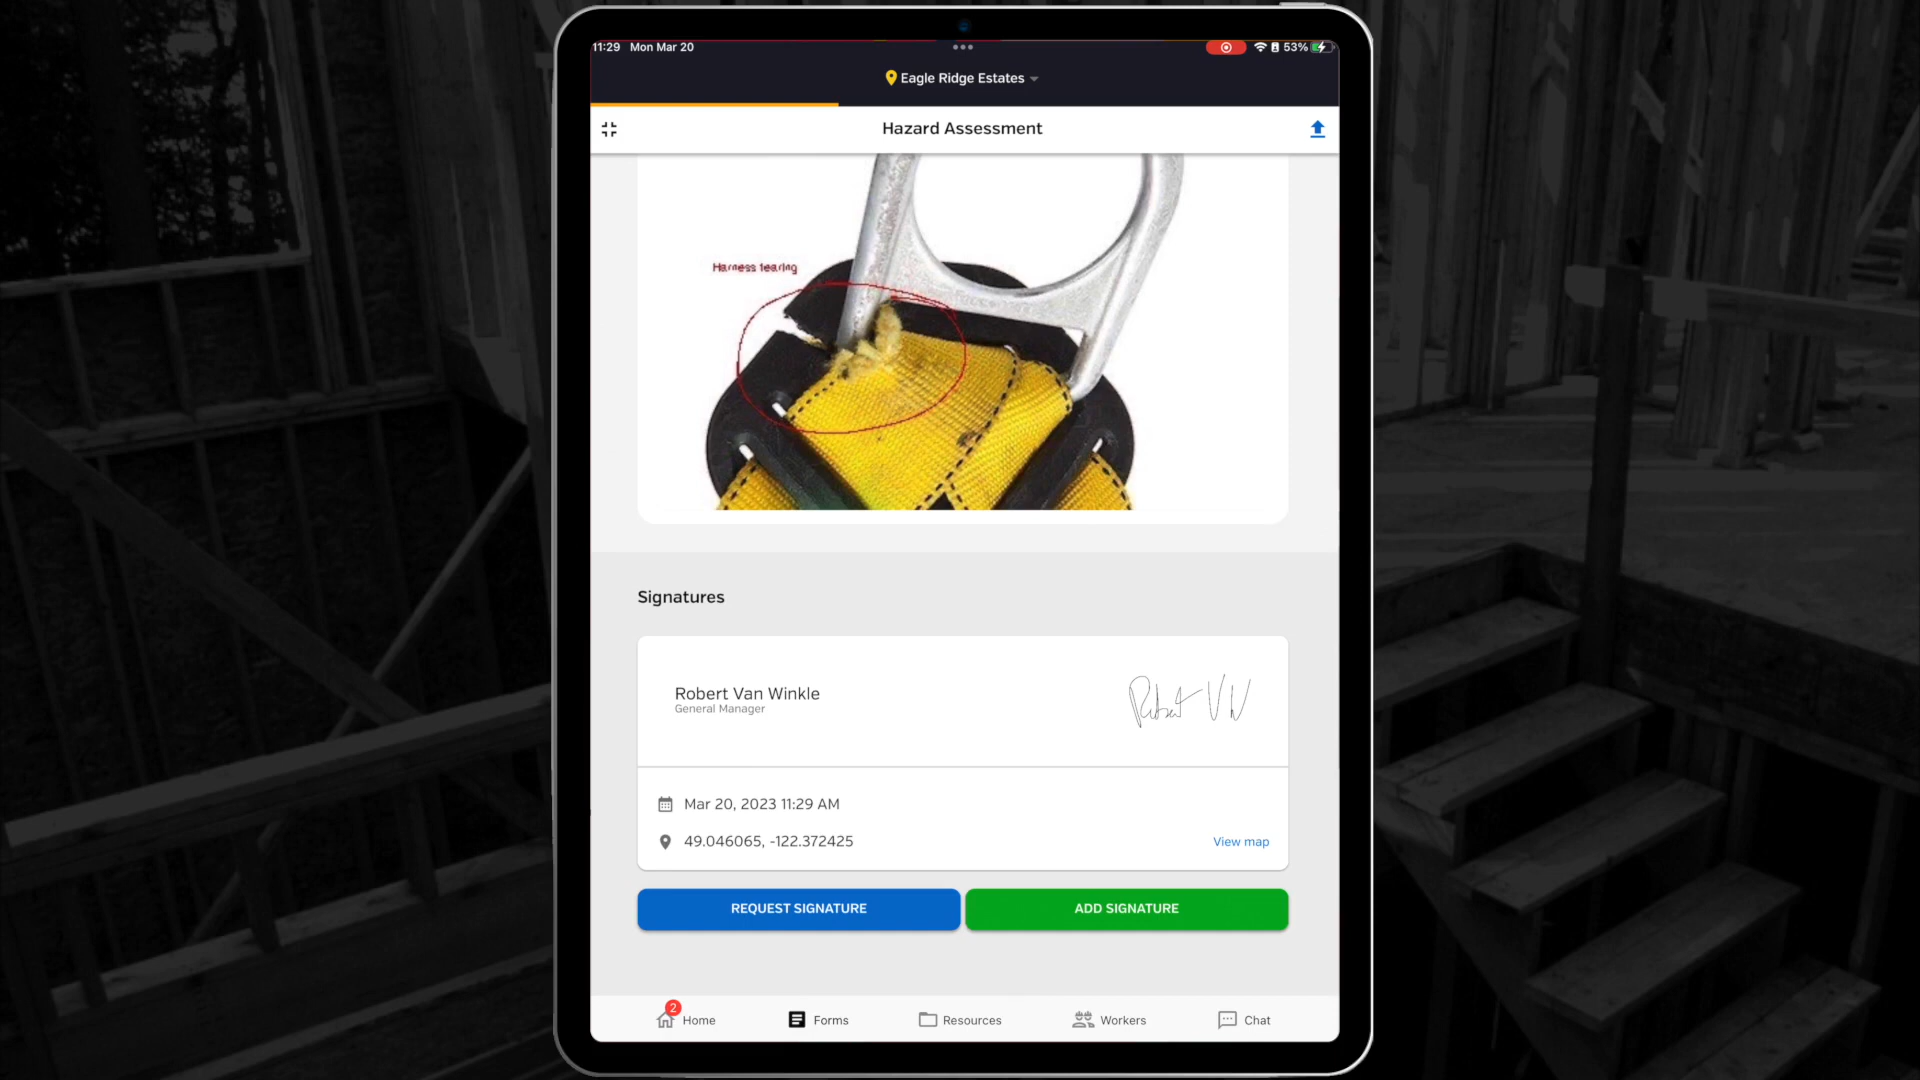 11:29 Mon Mar 20
53%
Eagle Ridge Estates
Hazard Assessment
Harness tearing
Signatures
Robert Van Winkle
General Manager
Robert VW
Mar 20, 2023 11:29 AM
49.046065, -122.372425
View map
REQUEST SIGNATURE
ADD SIGNATURE
2
Home
Forms
Resources
Workers
Chat